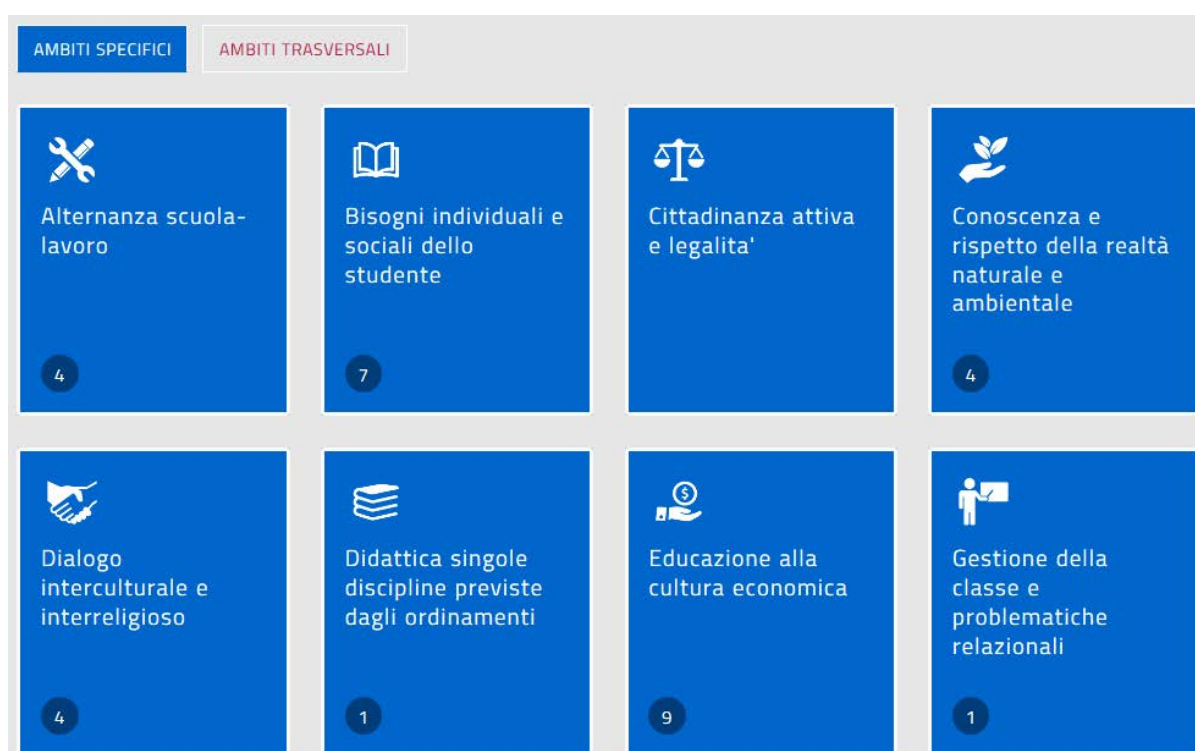 AMBITI SPECIFICI
AMBITI TRASVERSALI
Alternanza scuola-
lavoro
4
Bisogni individuali e
sociali dello
studente
7
Cittadinanza attiva
e legalita'
Conoscenza e
rispetto della realtà
naturale e
ambientale
4
Dialogo
interculturale e
interreligioso
4
Didattica singole
discipline previste
dagli ordinamenti
1
Educazione alla
cultura economica
9
Gestione della
classe e
problematiche
relazionali
1